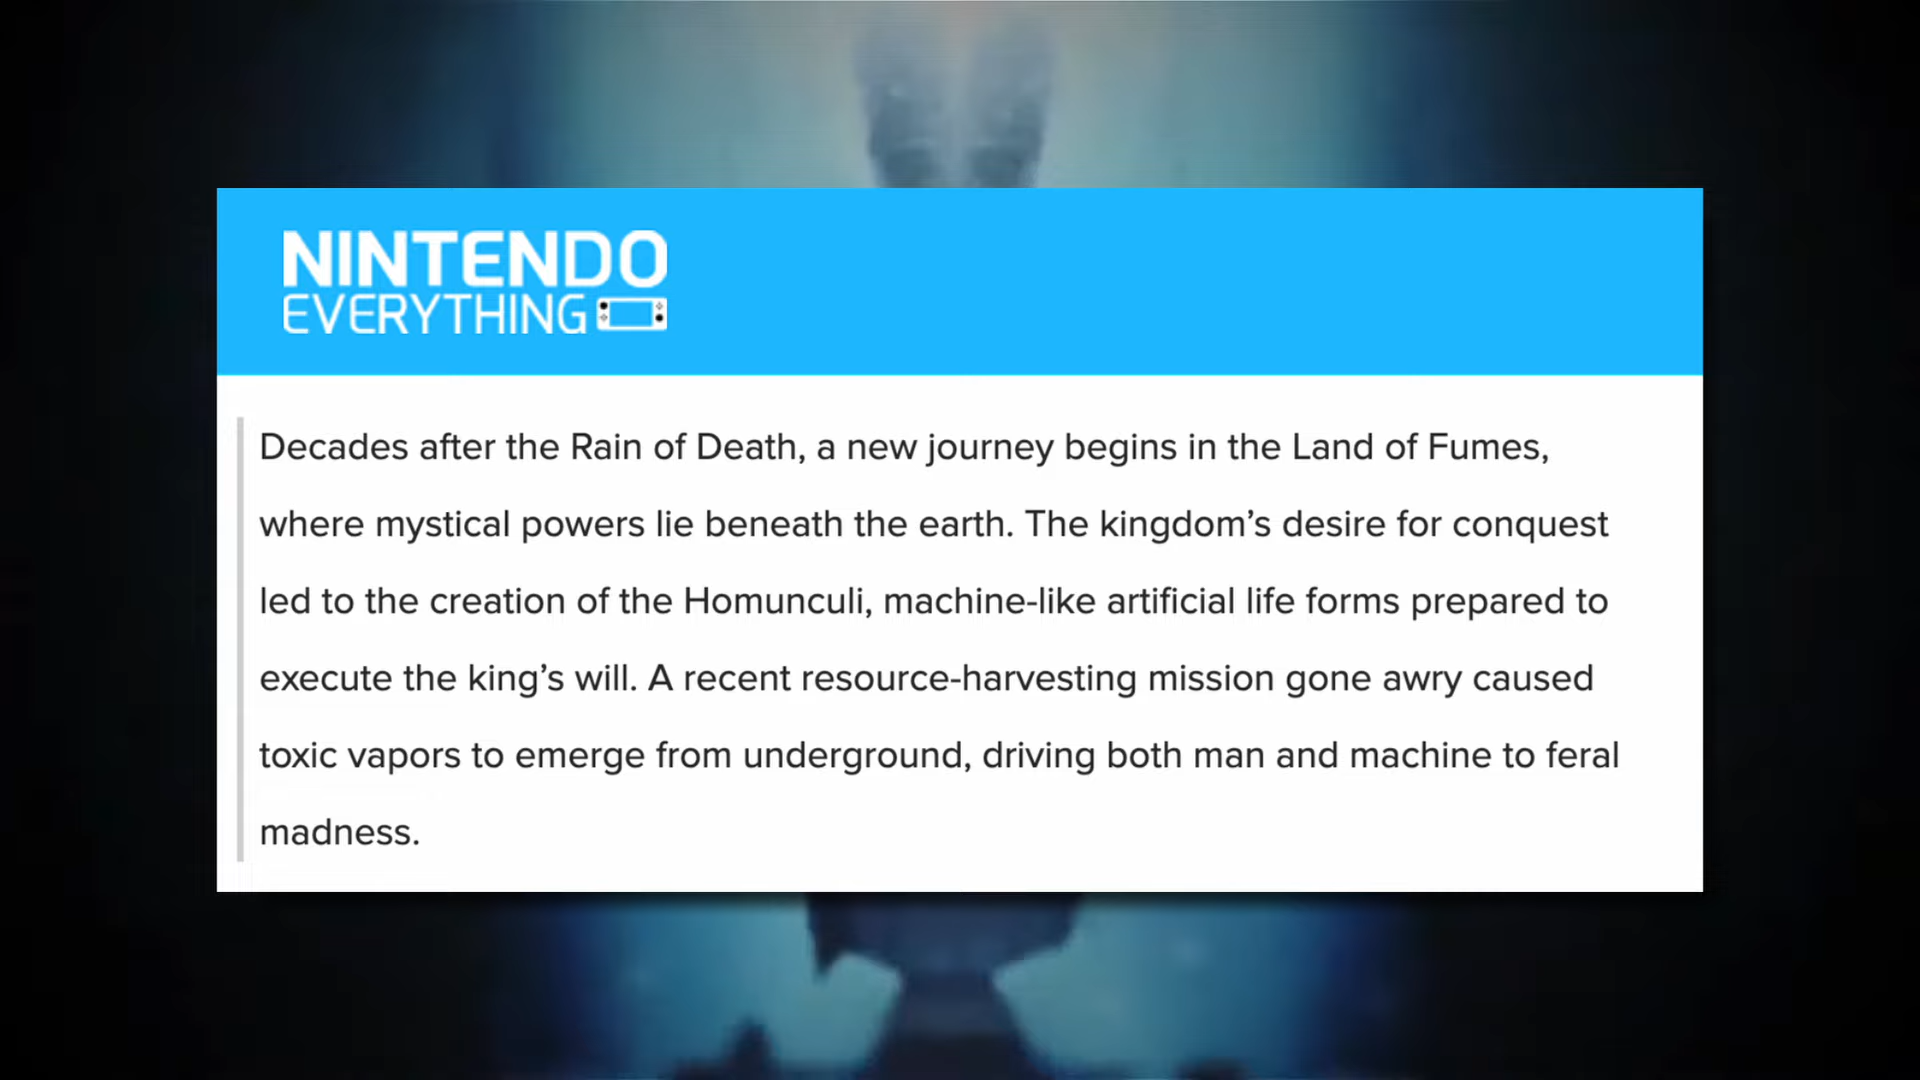 NINTENDO
EVERYTHING
Decades after the Rain of Death, a new journey begins in the Land of Fumes,
where mystical powers lie beneath the earth. The kingdom’s desire for conquest
led to the creation of the Homunculi, machine-like artificial life forms prepared to
execute the king’s will. A recent resource-harvesting mission gone awry caused
toxic vapors to emerge from underground, driving both man and machine to feral
madness.